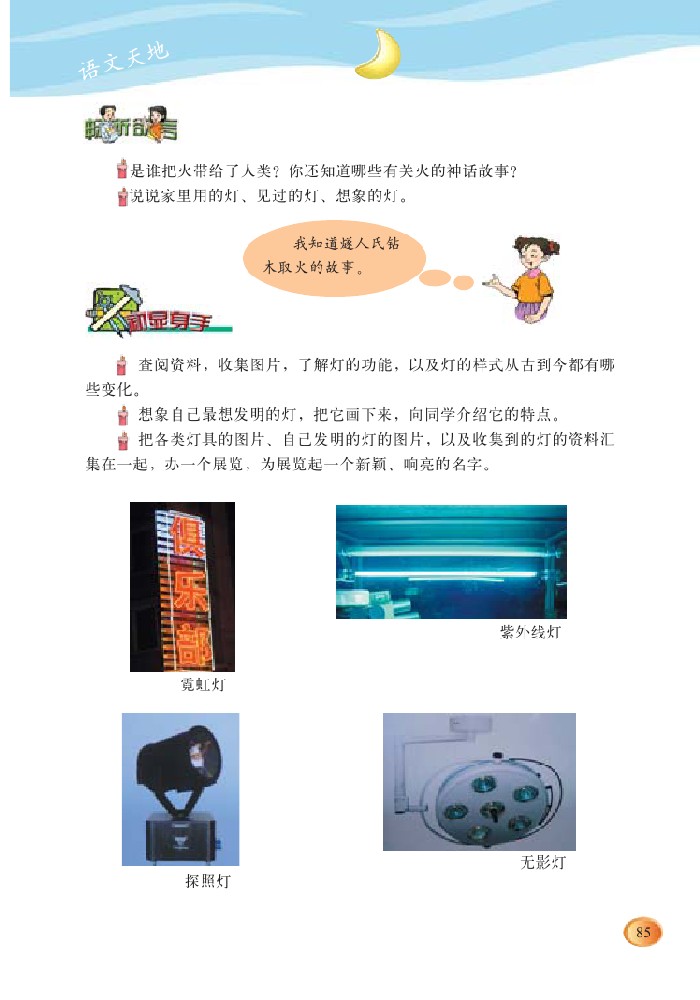 语文天地
畅所欲言
是谁把火带给了人类？你还知道哪些有关火的神话故事？
说说家里用的灯、见过的灯、想象的灯。
我知道燧人氏钻
木取火的故事。
初显身手
查阅资料，收集图片，了解灯的功能，以及灯的样式从古到今都有哪
些变化。
想象自己最想发明的灯，把它画下来，向同学介绍它的特点。
把各类灯具的图片、自己发明的灯的图片，以及收集到的灯的资料汇
集在一起，办一个展览，为展览起一个新颖、响亮的名字。
俱乐部
紫外线灯
霓虹灯
无影灯
探照灯
85